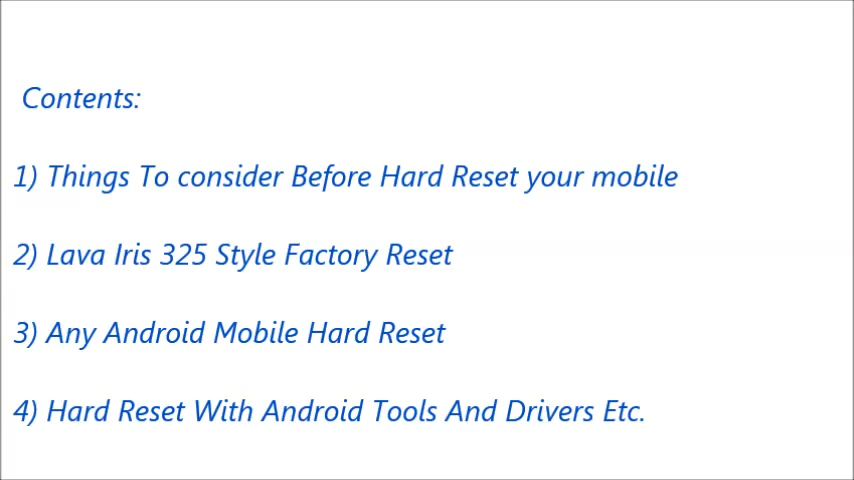 Contents:
1) Things To consider Before Hard Reset your mobile
2) Lava Iris 325 Style Factory Reset
3) Any Android Mobile Hard Reset
4) Hard Reset With Android Tools And Drivers Etc.